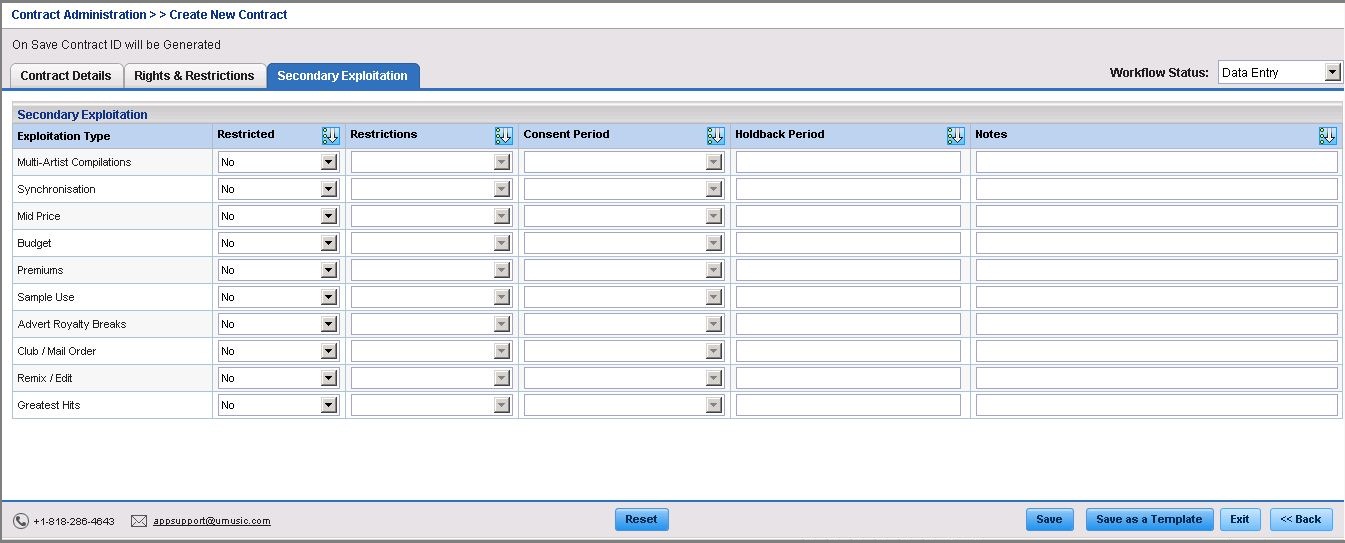 Contract Administration > > Create New Contract
On Save Contract ID will be Generated
Contract Details Rights & Restrictions Secondary Exploitation Workflow Status: Data Entry
Secondary Exploitation
Exploitation Type Restricted Restrictions Consent Period Holdback Period Notes
Multi-Artist Compilations No
Synchronisation No
Mid Price No
Budget No
Premiums No
Sample Use No
Advert Royalty Breaks No
Club / Mail Order No
Remix / Edit No
Greatest Hits No
+1-818-286-4643 appsupport@umusic.com Reset Save Save as a Template Exit << Back